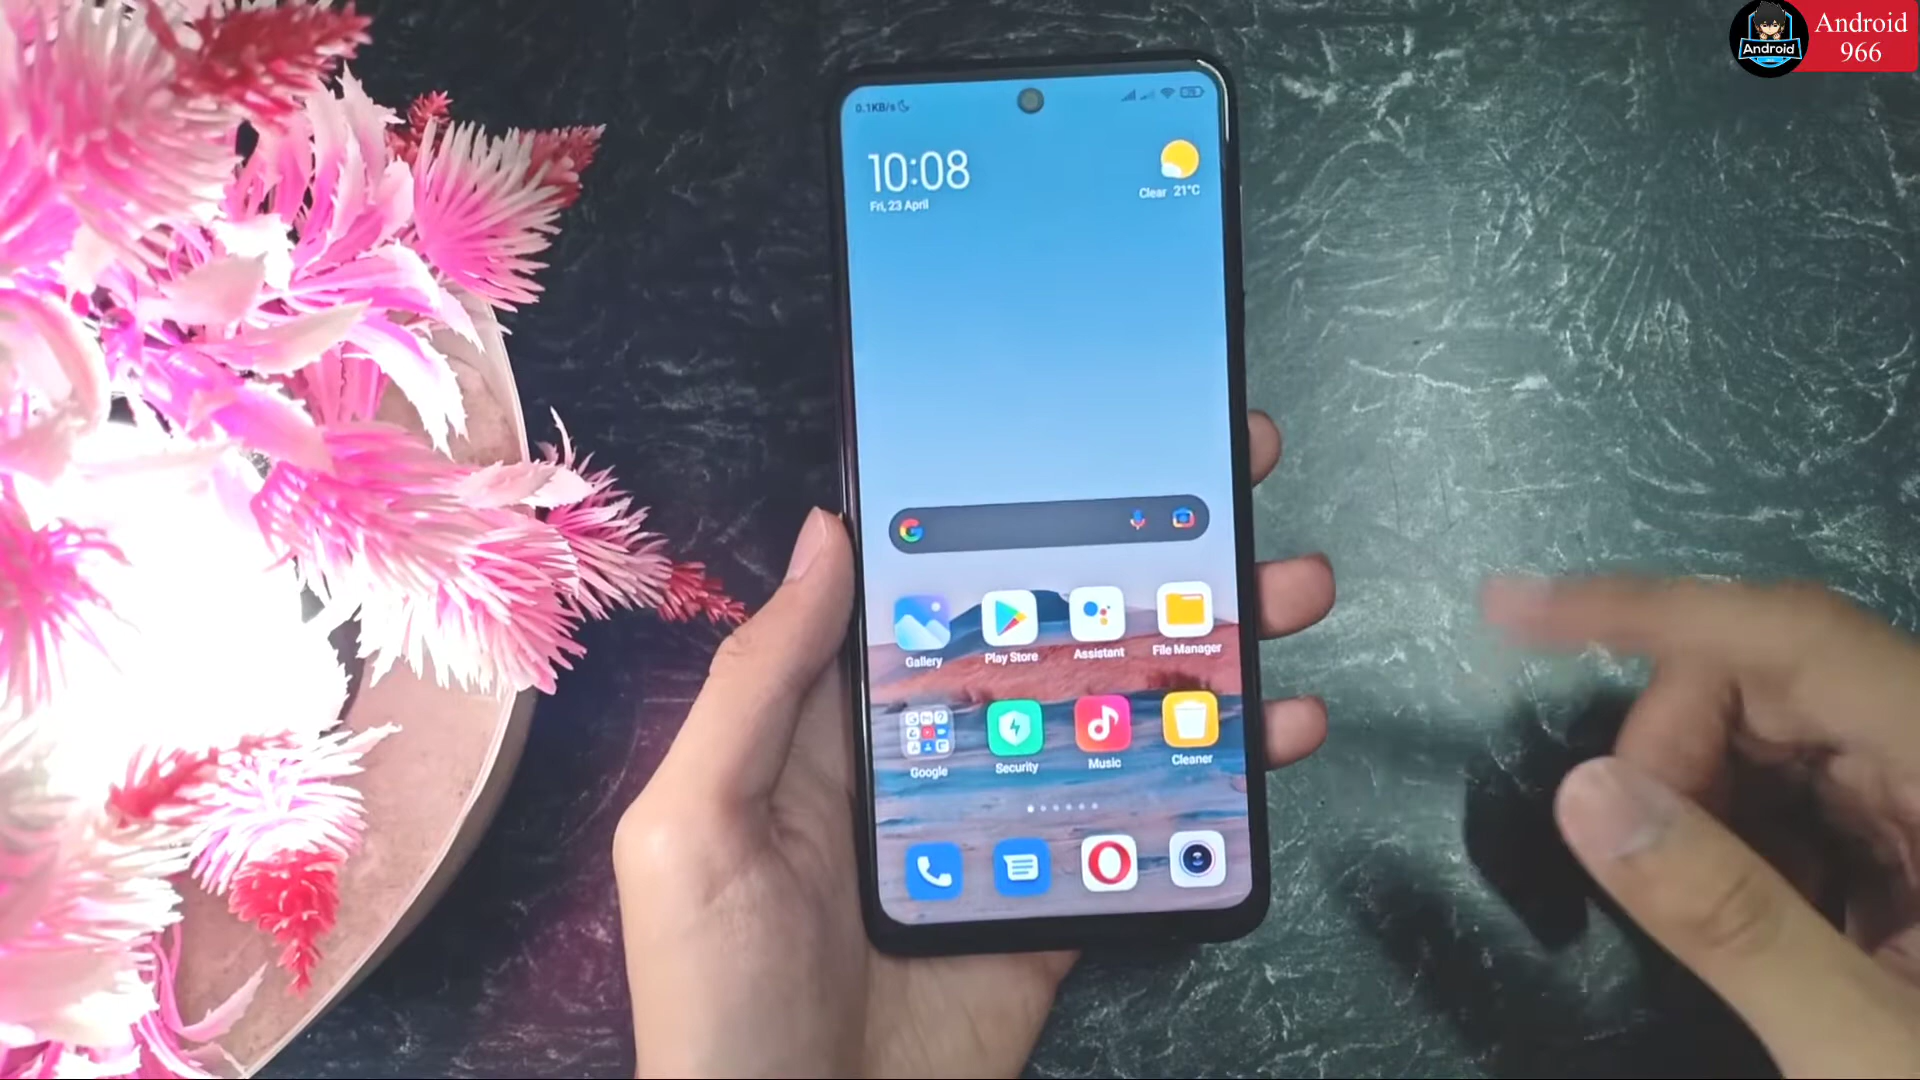 Android
Android
966
0.1KB/s
10:08
Fri, 23 April
Clear 21°C
Gallery
Play Store
Assistant
File Manager
Google
Security
Music
Cleaner